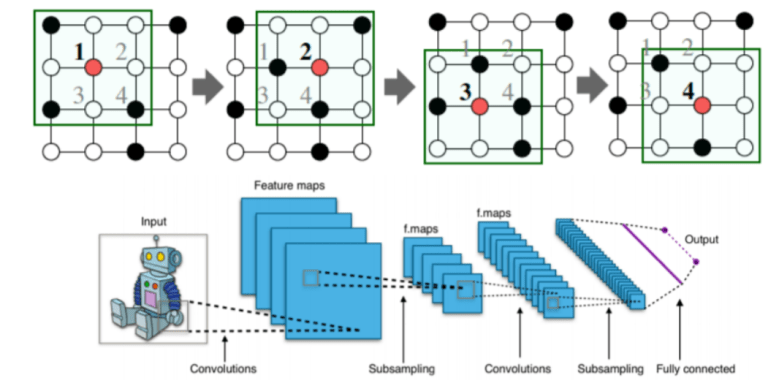 1 2
3 4
1 2
3 4
1 2
3 4
1 2
3 4
Feature maps
Input
f.maps
f.maps
Output
Convolutions
Subsampling
Convolutions
Subsampling
Fully connected